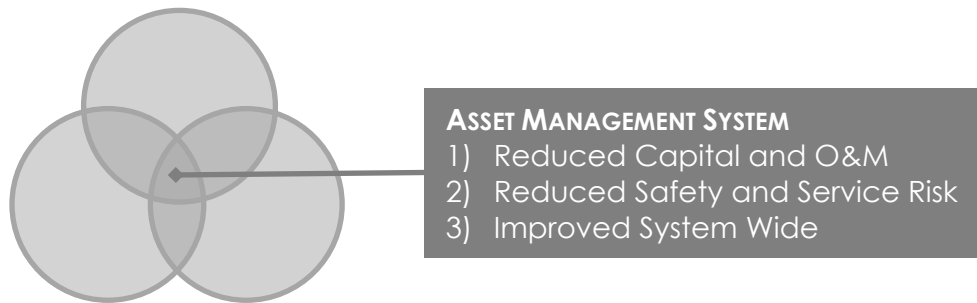 ASSET MANAGEMENT SYSTEM
1) Reduced Capital and O&M
2) Reduced Safety and Service Risk
3) Improved System Wide